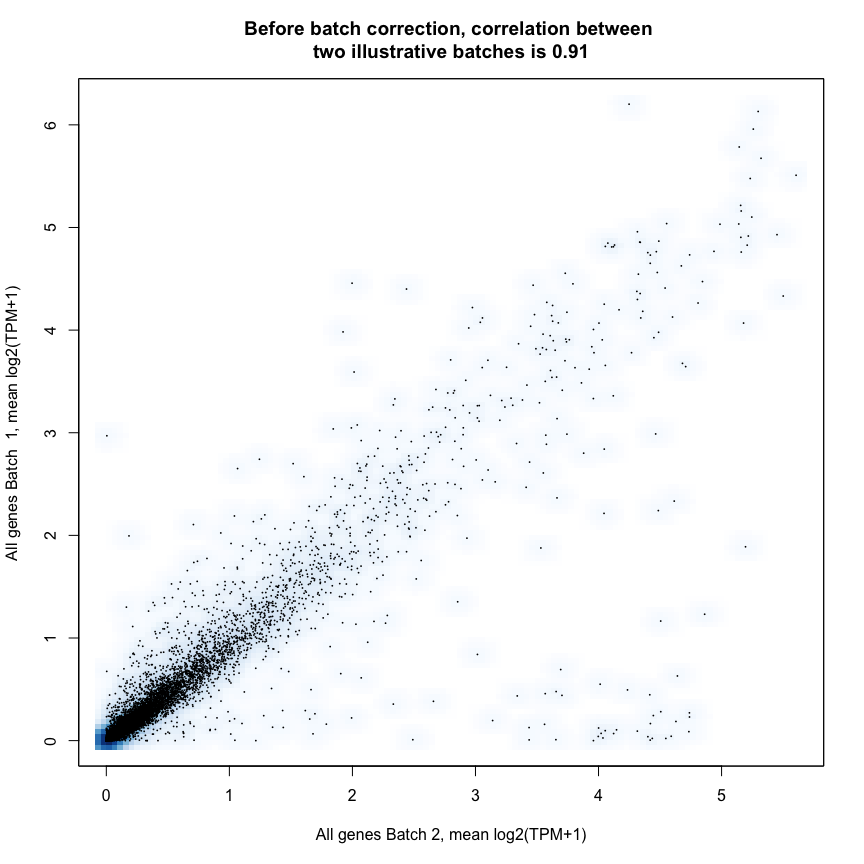 Before batch correction, correlation between
two illustrative batches is 0.91
6
5
4
3
2
1
0
All genes Batch  1, mean log2(TPM+1)
0 1 2 3 4 5
All genes Batch 2, mean log2(TPM+1)